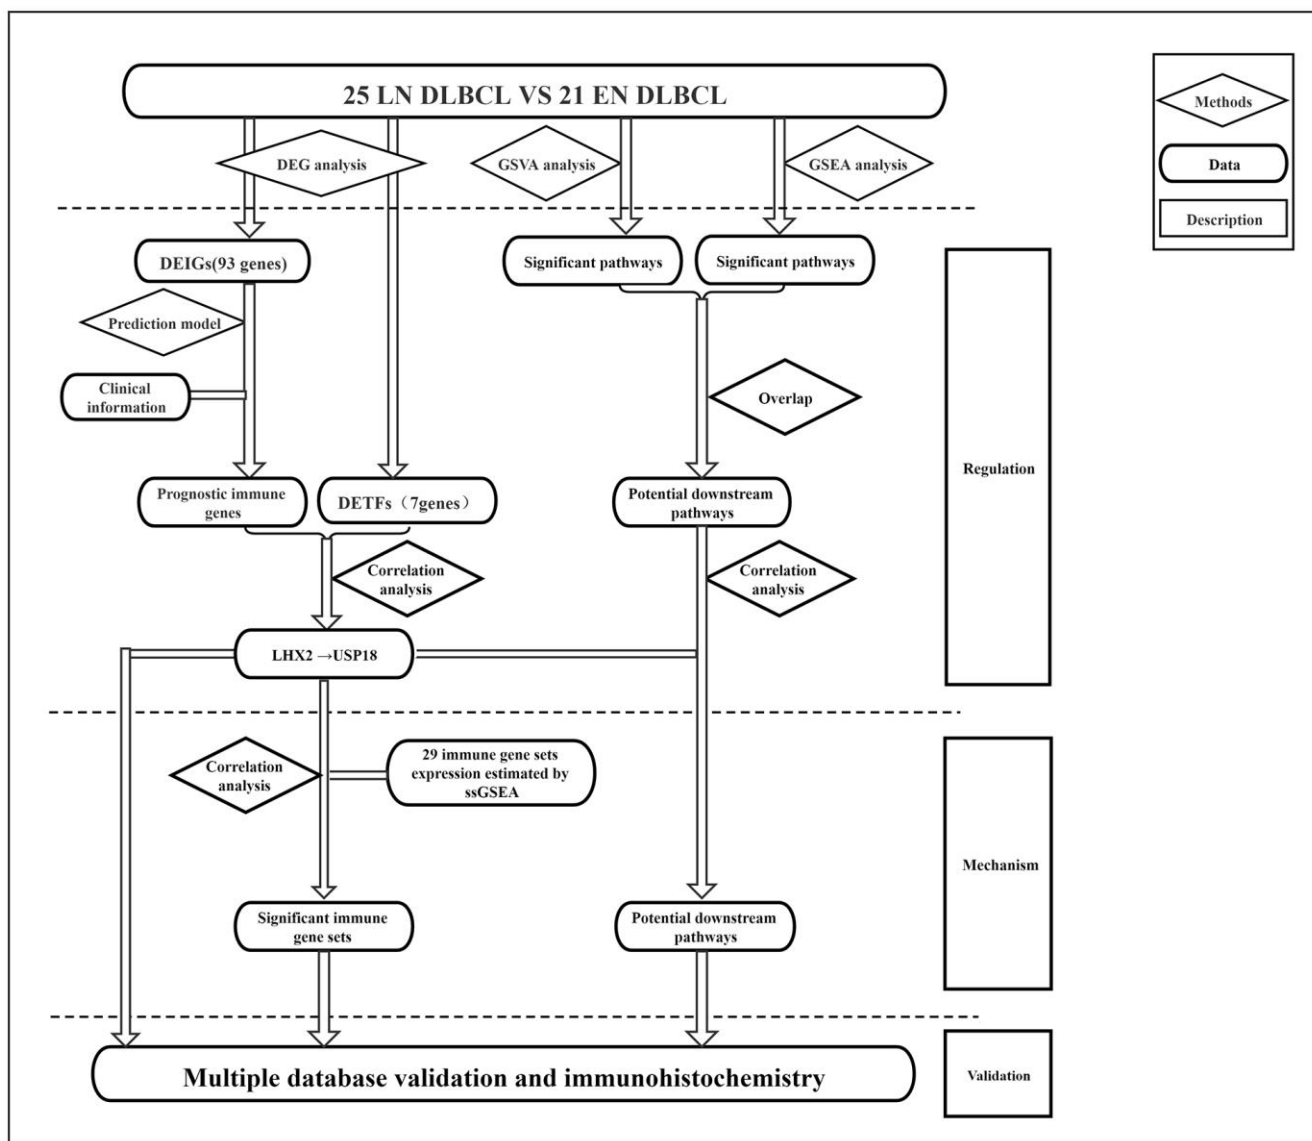 25 LN DLBCL VS 21 EN DLBCL
Methods
Data
Description
DEG analysis
GSVA analysis
GSEA analysis
DEIGs(93 genes)
Significant pathways
Significant pathways
Prediction model
Clinical
information
Overlap
Regulation
Prognostic immune
genes
DETFs（7genes）
Potential downstream
pathways
Correlation
analysis
Correlation
analysis
LHX2→USP18
Correlation
analysis
29 immune gene sets
expression estimated by
ssGSEA
Mechanism
Significant immune
gene sets
Potential downstream
pathways
Multiple database validation and immunohistochemistry
Validation